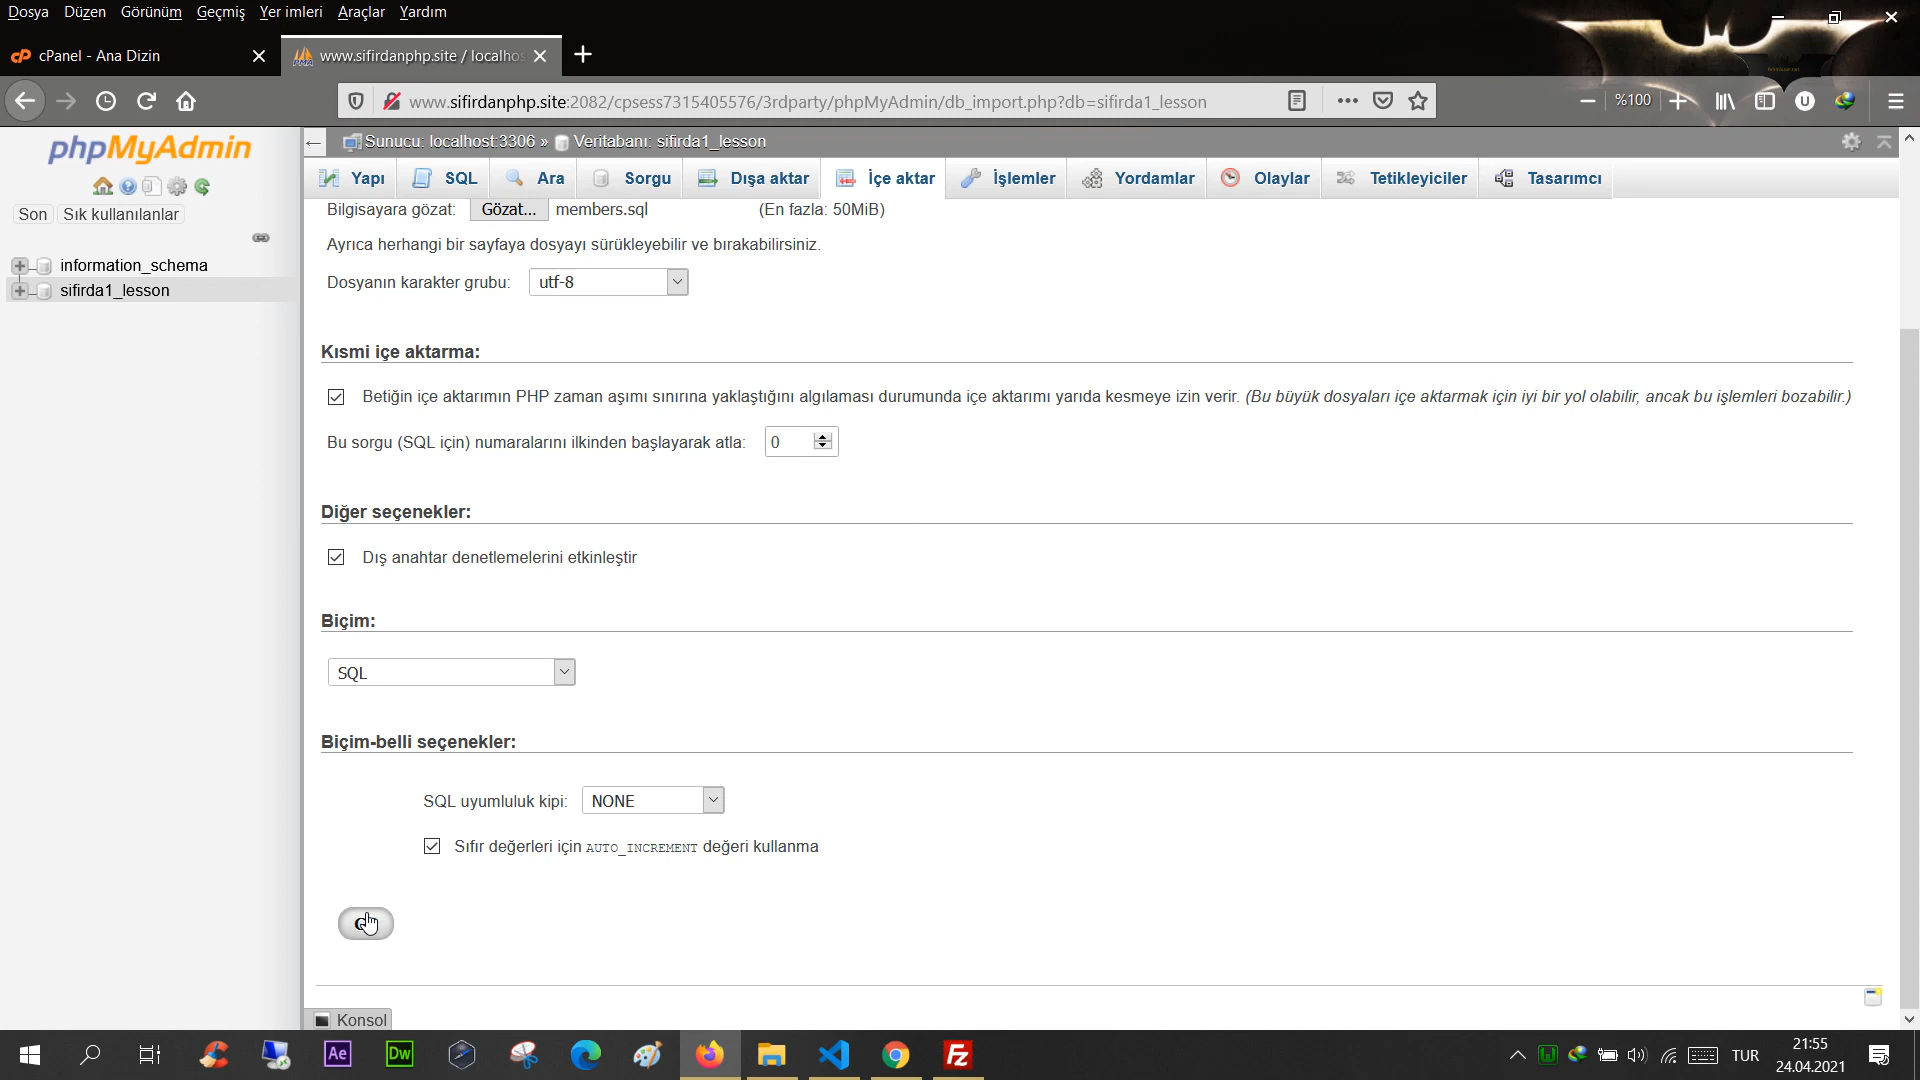 Dosya Düzen Görünüm Geçmiş Yer imleri Araçlar Yardım
cPanel - Ana Dizin
www.sifirdanphp.site / localhos
www.sifirdanphp.site:2082/cpsess7315405576/3rdparty/phpMyAdmin/db_import.php?db=sifirda1_lesson
%100
phpMyAdmin
Son Sık kullanılanlar
information_schema
sifirda1_lesson
Sunucu: localhost:3306 » Veritabanı: sifirda1_lesson
Yapı SQL Ara Sorgu Dışa aktar İçe aktar İşlemler Yordamlar Olaylar Tetikleyiciler Tasarımcı
Bilgisayara gözat: Gözat... members.sql (En fazla: 50MiB)
Ayrıca herhangi bir sayfaya dosyayı sürükleyebilir ve bırakabilirsiniz.
Dosyanın karakter grubu: utf-8
Kısmi içe aktarma:
Betiğin içe aktarımın PHP zaman aşımı sınırına yaklaştığını algılaması durumunda içe aktarımı yarıda kesmeye izin verir. (Bu büyük dosyaları içe aktarmak için iyi bir yol olabilir, ancak bu işlemleri bozabilir.)
Bu sorgu (SQL için) numaralarını ilkinden başlayarak atla: 0
Diğer seçenekler:
Dış anahtar denetlemelerini etkinleştir
Biçim:
SQL
Biçim-belli seçenekler:
SQL uyumluluk kipi: NONE
Sıfır değerleri için AUTO_INCREMENT değeri kullanma
Konsol
Ae Dw
TUR
21:55
24.04.2021